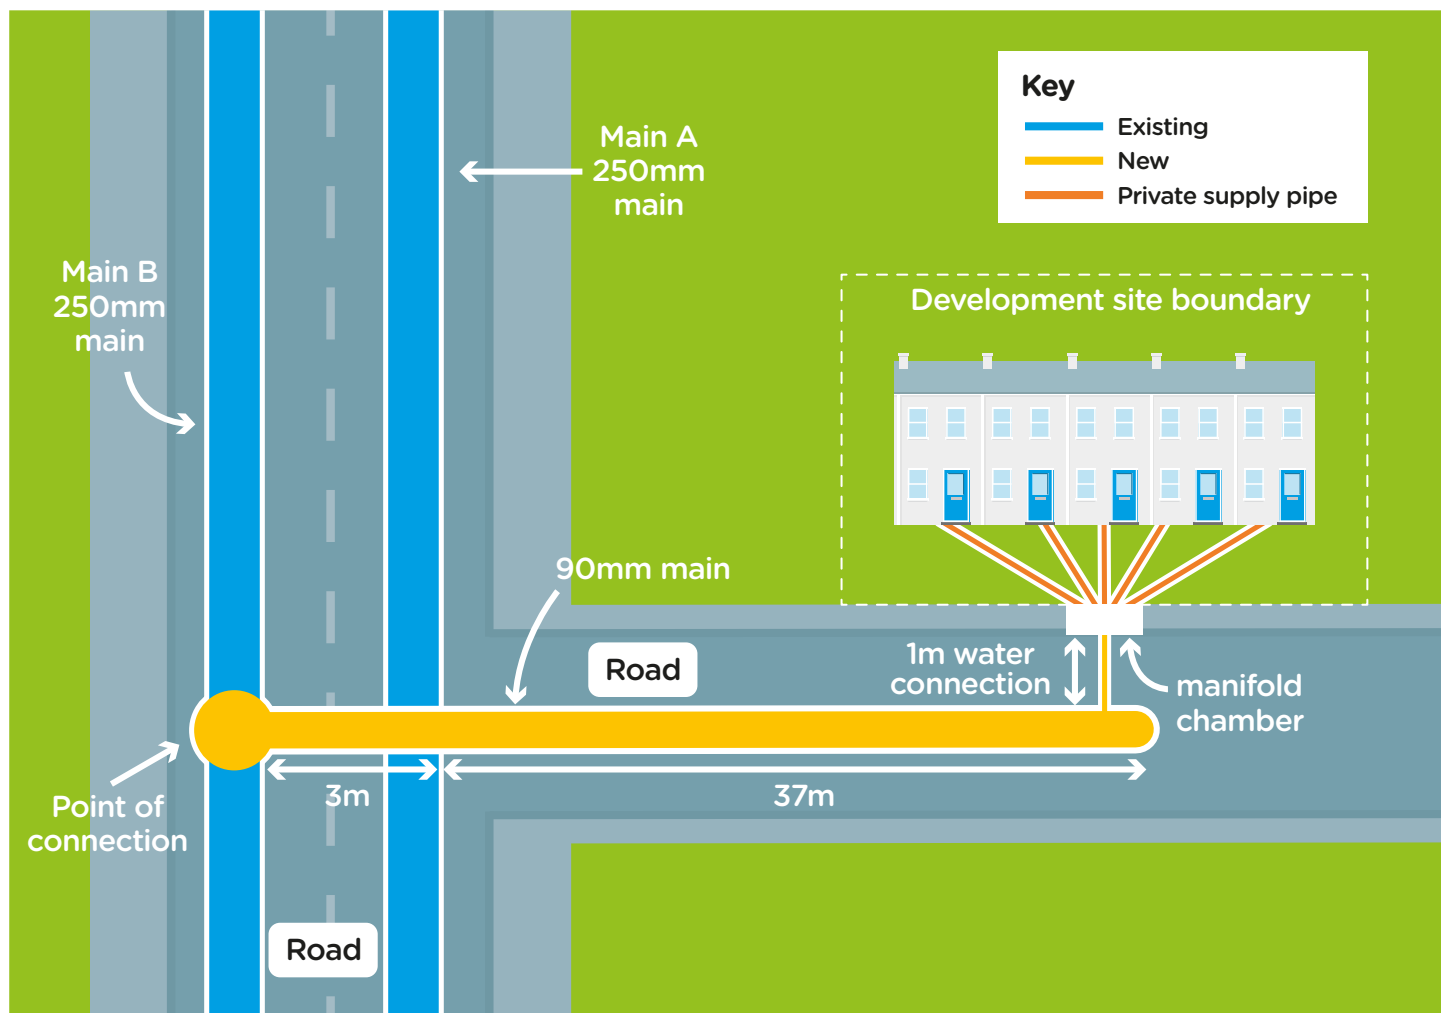 Key
Existing
New
Private supply pipe
Main A
250mm
main
Main B
250mm
main
Development site boundary
90mm main
Road
1m water
connection
manifold
chamber
3m
37m
Point of
connection
Road